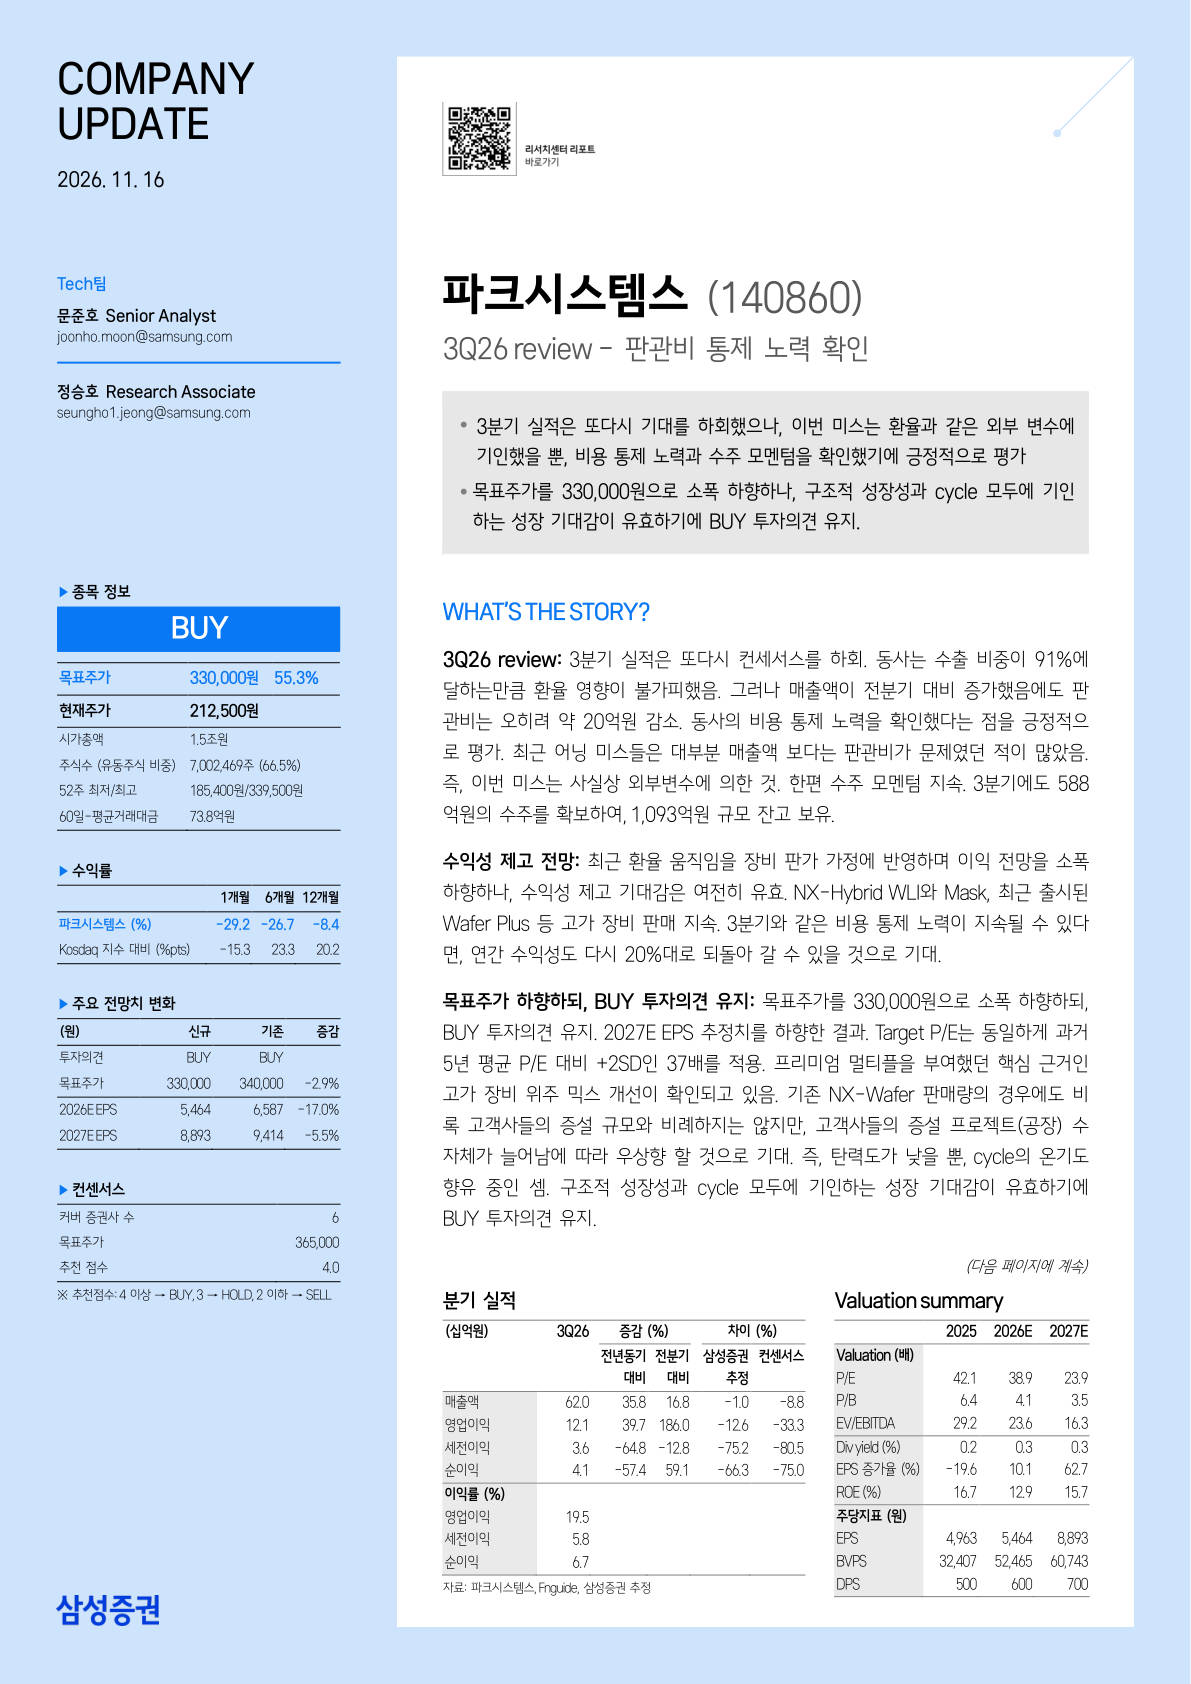 COMPANY
UPDATE
2026. 11. 16
Tech팀
문준호 Senior Analyst
joonho.moon@samsung.com
정승호 Research Associate
seungho1.jeong@samsung.com
▶ 종목 정보
BUY
목표주가 330,000원 55.3%
현재주가 212,500원
시가총액 1.5조원
주식수 (유동주식 비중) 7,002,469주 (66.5%)
52주 최저/최고 185,400원/339,500원
60일-평균거래대금 73.8억원
▶ 수익률
1개월 6개월 12개월
파크시스템스 (%) -29.2 -26.7 -8.4
Kosdaq 지수 대비 (%pts) -15.3 23.3 20.2
▶ 주요 전망치 변화
(원) 신규 기존 증감
투자의견 BUY BUY
목표주가 330,000 340,000 -2.9%
2026E EPS 5,464 6,587 -17.0%
2027E EPS 8,893 9,414 -5.5%
▶ 컨센서스
커버 증권사 수 6
목표주가 365,000
추천 점수 4.0
※ 추천점수: 4 이상 → BUY, 3 → HOLD, 2 이하 → SELL
삼성증권
리서치센터 리포트
바로가기
파크시스템스 (140860)
3Q26 review - 판관비 통제 노력 확인
• 3분기 실적은 또다시 기대를 하회했으나, 이번 미스는 환율과 같은 외부 변수에
기인했을 뿐, 비용 통제 노력과 수주 모멘텀을 확인했기에 긍정적으로 평가
• 목표주가를 330,000원으로 소폭 하향하나, 구조적 성장성과 cycle 모두에 기인
하는 성장 기대감이 유효하기에 BUY 투자의견 유지.
WHAT'S THE STORY?
3Q26 review: 3분기 실적은 또다시 컨세서스를 하회. 동사는 수출 비중이 91%에
달하는만큼 환율 영향이 불가피했음. 그러나 매출액이 전분기 대비 증가했음에도 판
관비는 오히려 약 20억원 감소. 동사의 비용 통제 노력을 확인했다는 점을 긍정적으
로 평가. 최근 어닝 미스들은 대부분 매출액 보다는 판관비가 문제였던 적이 많았음.
즉, 이번 미스는 사실상 외부변수에 의한 것. 한편 수주 모멘텀 지속. 3분기에도 588
억원의 수주를 확보하여, 1,093억원 규모 잔고 보유.
수익성 제고 전망: 최근 환율 움직임을 장비 판가 가정에 반영하며 이익 전망을 소폭
하향하나, 수익성 제고 기대감은 여전히 유효. NX-Hybrid WLI와 Mask, 최근 출시된
Wafer Plus 등 고가 장비 판매 지속. 3분기와 같은 비용 통제 노력이 지속될 수 있다
면, 연간 수익성도 다시 20%대로 되돌아 갈 수 있을 것으로 기대.
목표주가 하향하되, BUY 투자의견 유지: 목표주가를 330,000원으로 소폭 하향하되,
BUY 투자의견 유지. 2027E EPS 추정치를 하향한 결과. Target P/E는 동일하게 과거
5년 평균 P/E 대비 +2SD인 37배를 적용. 프리미엄 멀티플을 부여했던 핵심 근거인
고가 장비 위주 믹스 개선이 확인되고 있음. 기존 NX-Wafer 판매량의 경우에도 비
록 고객사들의 증설 규모와 비례하지는 않지만, 고객사들의 증설 프로젝트(공장) 수
자체가 늘어남에 따라 우상향 할 것으로 기대. 즉, 탄력도가 낮을 뿐, cycle의 온기도
향유 중인 셈. 구조적 성장성과 cycle 모두에 기인하는 성장 기대감이 유효하기에
BUY 투자의견 유지.
(다음 페이지에 계속)
분기 실적
(십억원) 3Q26 증감 (%) 차이 (%)
전년동기 전분기 삼성증권 컨센서스
대비 대비 추정
매출액 62.0 35.8 16.8 -1.0 -8.8
영업이익 12.1 39.7 186.0 -12.6 -33.3
세전이익 3.6 -64.8 -12.8 -75.2 -80.5
순이익 4.1 -57.4 59.1 -66.3 -75.0
이익률 (%)
영업이익 19.5
세전이익 5.8
순이익 6.7
자료: 파크시스템스, Fnguide, 삼성증권 추정
Valuation summary
2025 2026E 2027E
Valuation (배)
P/E 42.1 38.9 23.9
P/B 6.4 4.1 3.5
EV/EBITDA 29.2 23.6 16.3
Div yield (%) 0.2 0.3 0.3
EPS 증가율 (%) -19.6 10.1 62.7
ROE (%) 16.7 12.9 15.7
주당지표 (원)
EPS 4,963 5,464 8,893
BVPS 32,407 52,465 60,743
DPS 500 600 700